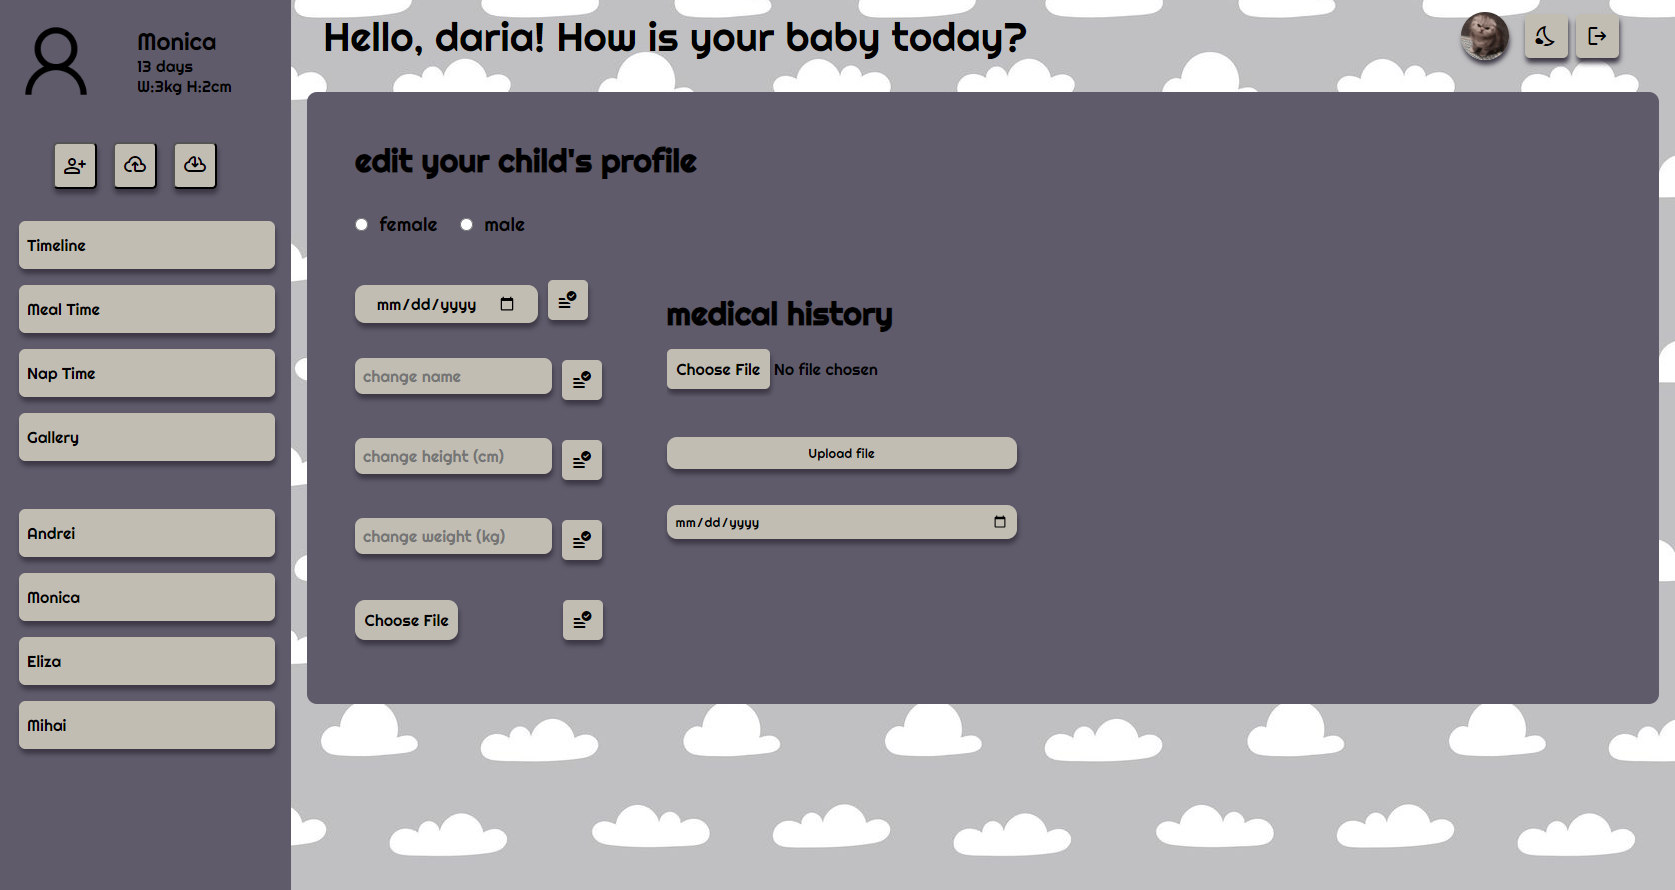 Monica
13 days
W:3kg H:2cm
Timeline
Meal Time
Nap Time
Gallery
Andrei
Monica
Eliza
Mihai
Hello, daria! How is your baby today?
edit your child's profile
female male
mm/dd/yyyy
change name
change height (cm)
change weight (kg)
Choose File
medical history
Choose File No file chosen
Upload file
mm/dd/yyyy